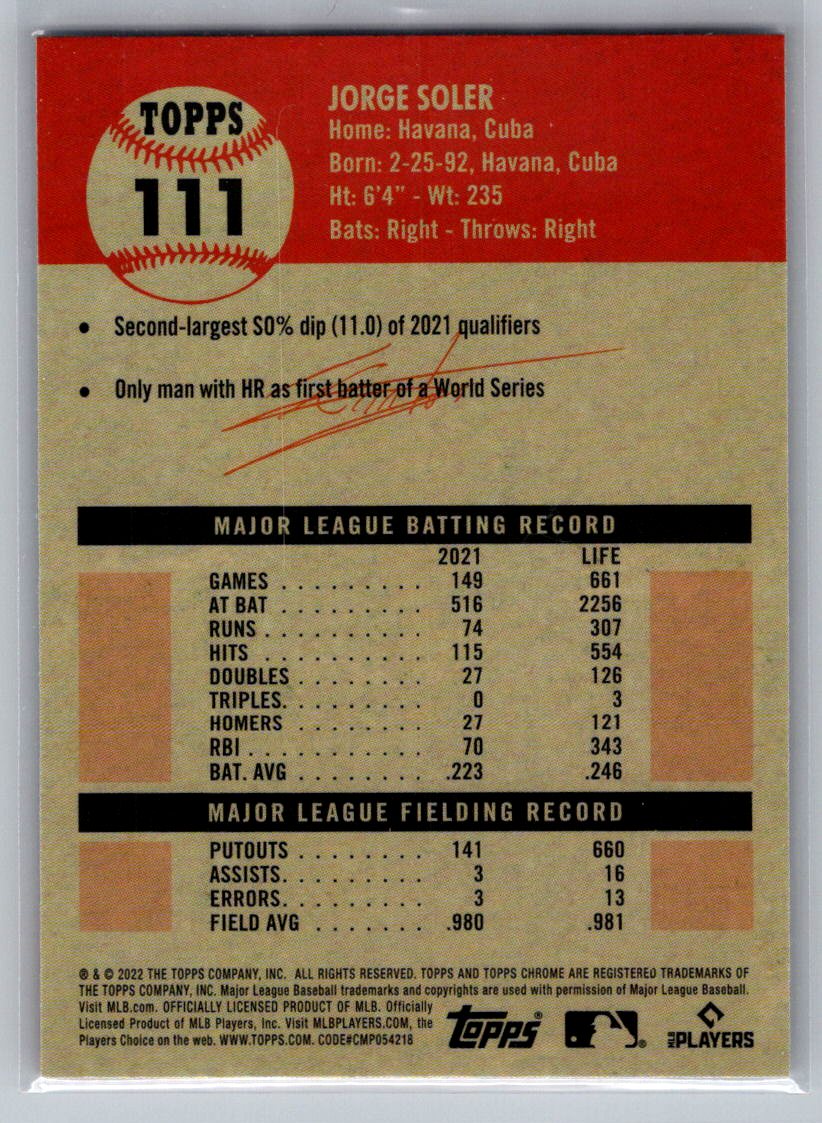 TOPPS
111
JORGE SOLER
Home: Havana, Cuba
Born: 2-25-92, Havana, Cuba
Ht: 6'4" - Wt: 235
Bats: Right - Throws: Right
• Second-largest SO% dip (11.0) of 2021 qualifiers
• Only man with HR as first batter of a World Series
MAJOR LEAGUE BATTING RECORD
2021 LIFE
GAMES . . . . . . . . . 149 661
AT BAT . . . . . . . . . 516 2256
RUNS . . . . . . . . . . 74 307
HITS . . . . . . . . . . 115 554
DOUBLES . . . . . . . . 27 126
TRIPLES. . . . . . . . . 0 3
HOMERS . . . . . . . . 27 121
RBI . . . . . . . . . . . 70 343
BAT. AVG . . . . . . . . .223 .246
MAJOR LEAGUE FIELDING RECORD
PUTOUTS . . . . . . . . 141 660
ASSISTS. . . . . . . . . 3 16
ERRORS. . . . . . . . . 3 13
FIELD AVG . . . . . . . .980 .981
® & © 2022 THE TOPPS COMPANY, INC. ALL RIGHTS RESERVED. TOPPS AND TOPPS CHROME ARE REGISTERED TRADEMARKS OF
THE TOPPS COMPANY, INC. Major League Baseball trademarks and copyrights are used with permission of Major League Baseball.
Visit MLB.com. OFFICIALLY LICENSED PRODUCT OF MLB. Officially
Licensed Product of MLB Players, Inc. Visit MLBPLAYERS.COM, the
Players Choice on the web. WWW.TOPPS.COM. CODE#CMP054218
topps®
®
MLB PLAYERS